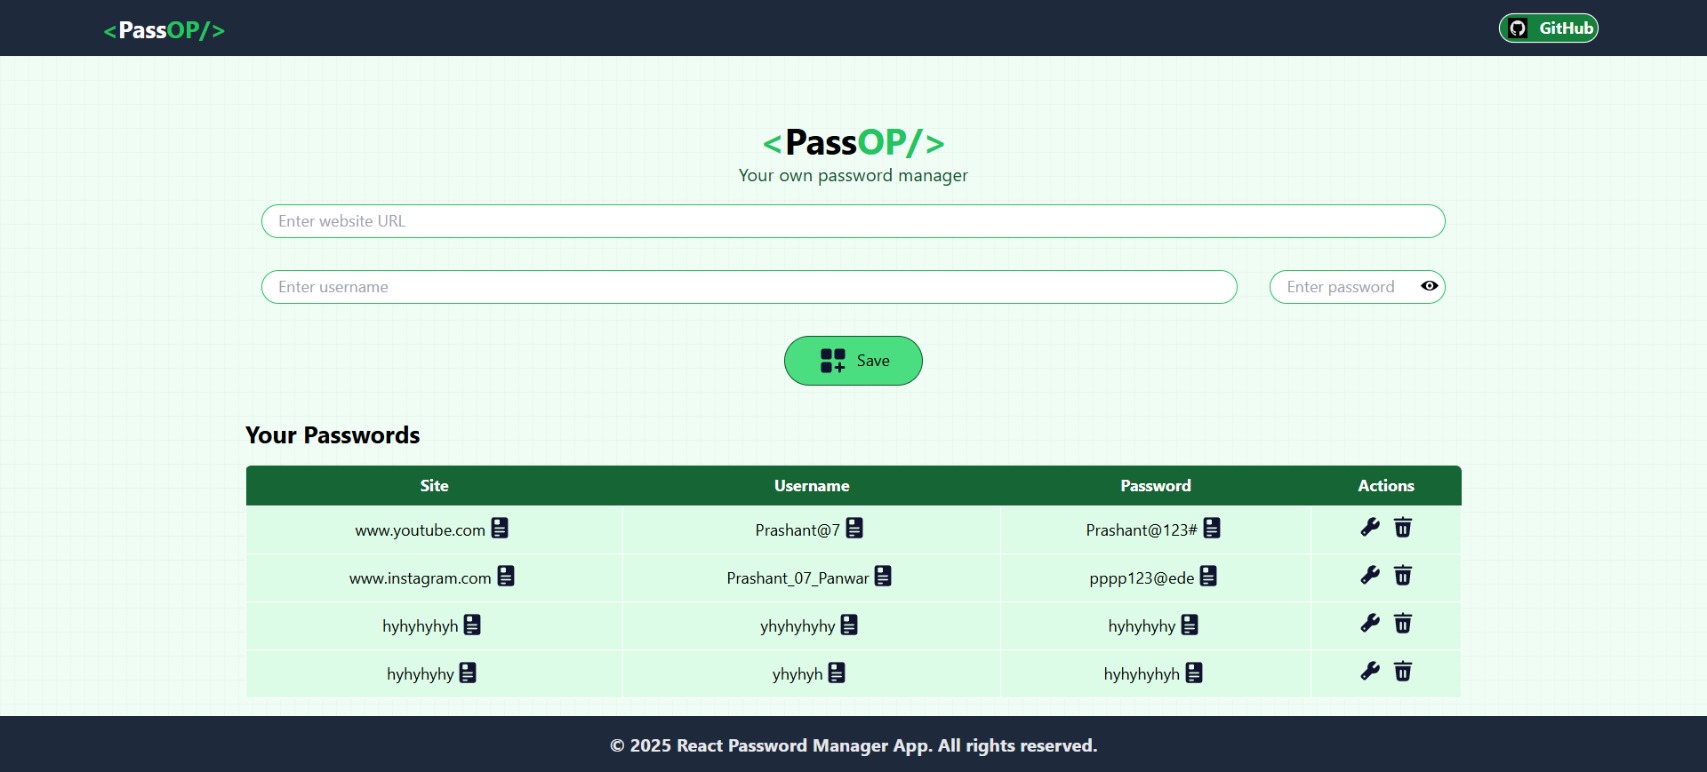 <PassOP/>
GitHub
<PassOP/>
Your own password manager
Enter website URL
Enter username
Enter password
Save
Your Passwords
Site Username Password Actions
www.youtube.com Prashant@7 Prashant@123#
www.instagram.com Prashant_07_Panwar pppp123@ede
hyhyhyhyh yhyhyhyhy hyhyhyhy
hyhyhyhy yhyhyh hyhyhyhyh
© 2025 React Password Manager App. All rights reserved.